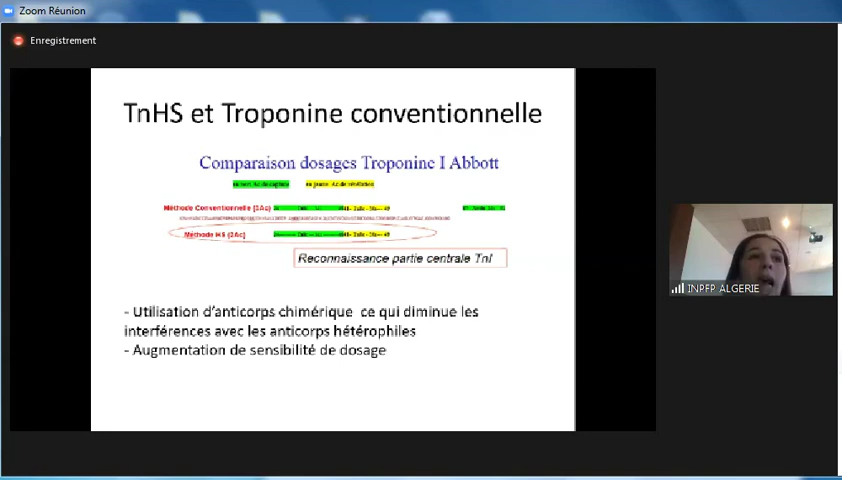 Zoom Réunion
Enregistrement
TnHS et Troponine conventionnelle
Comparaison dosages Troponine I Abbott
Méthode Conventionnelle (3Ac)
Méthode HS (2Ac)
Reconnaissance partie centrale TnI
- Utilisation d'anticorps chimérique ce qui diminue les
interférences avec les anticorps hétérophiles
- Augmentation de sensibilité de dosage
INPFP ALGERIE